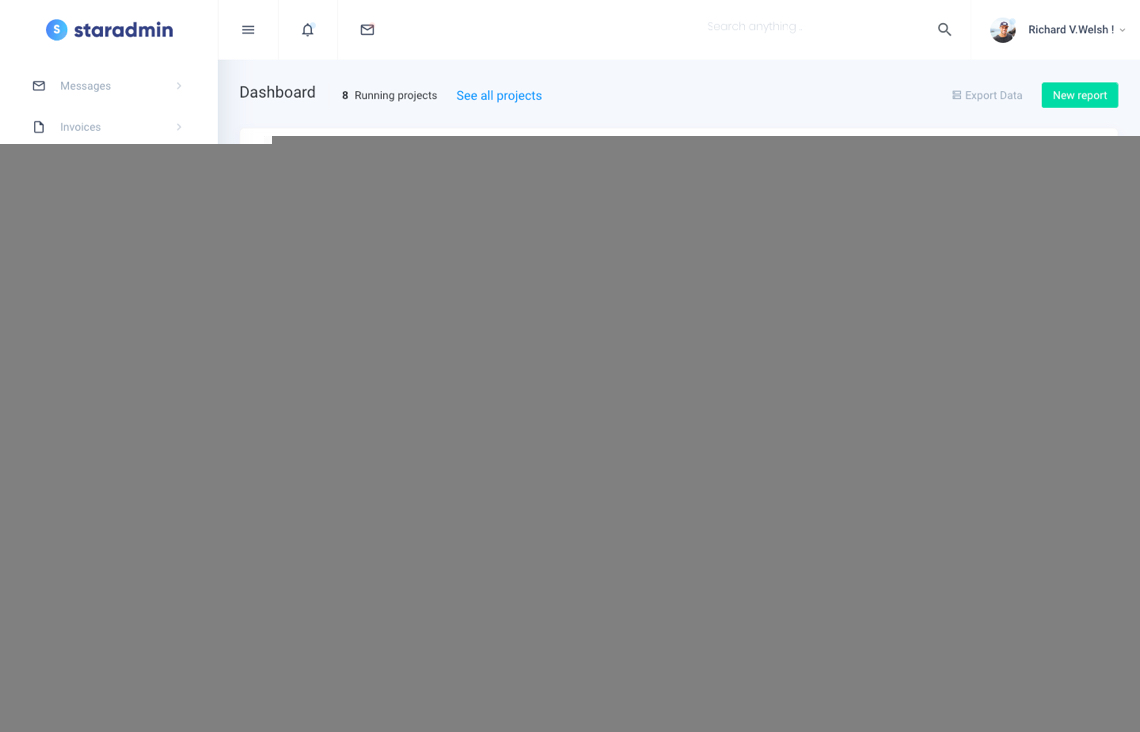 S staradmin
Search anything...
Richard V.Welsh !
Messages
Invoices
Dashboard
8 Running projects
See all projects
Export Data
New report